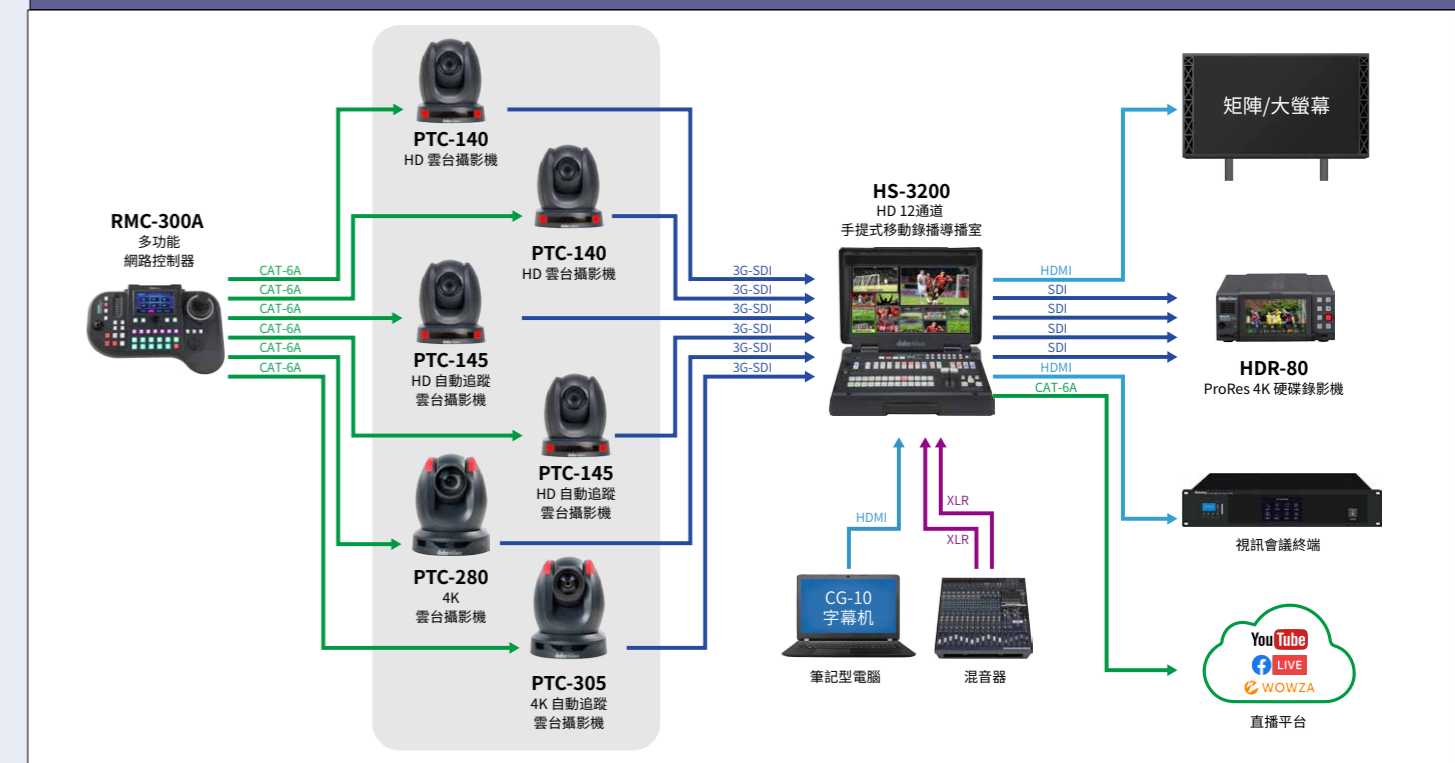 RMC-300A
多功能
網路控制器
CAT-6A
CAT-6A
CAT-6A
CAT-6A
CAT-6A
CAT-6A
PTC-140
HD 雲台攝影機
PTC-140
HD 雲台攝影機
PTC-145
HD 自動追蹤
雲台攝影機
PTC-145
HD 自動追蹤
雲台攝影機
PTC-280
4K
雲台攝影機
PTC-305
4K 自動追蹤
雲台攝影機
3G-SDI
3G-SDI
3G-SDI
3G-SDI
3G-SDI
3G-SDI
HS-3200
HD 12通道
手提式移動錄播導播室
datavideo
HDMI
XLR
XLR
CG-10
字幕机
筆記型電腦
混音器
HDMI
SDI
SDI
SDI
SDI
HDMI
CAT-6A
矩陣/大螢幕
HDR-80
ProRes 4K 硬碟錄影機
視訊會議終端
YouTube
LIVE
WOWZA
直播平台